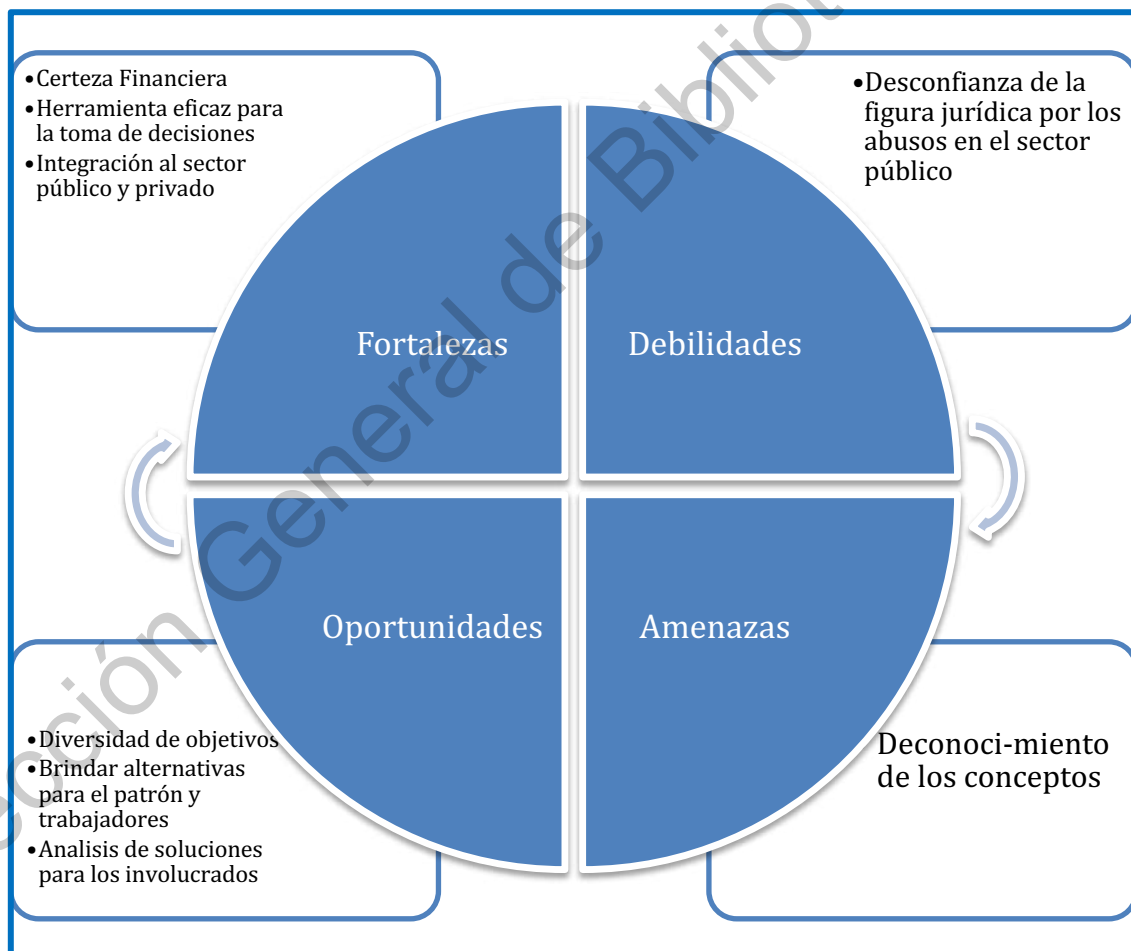 •Certeza Financiera
•Herramienta eficaz para
la toma de decisiones
•Integración al sector
público y privado
•Desconfianza de la
figura jurídica por los
abusos en el sector
público
Fortalezas
Debilidades
Oportunidades
Amenazas
•Diversidad de objetivos
•Brindar alternativas
para el patrón y
trabajadores
•Analisis de soluciones
para los involucrados
Deconoci-miento
de los conceptos
General de